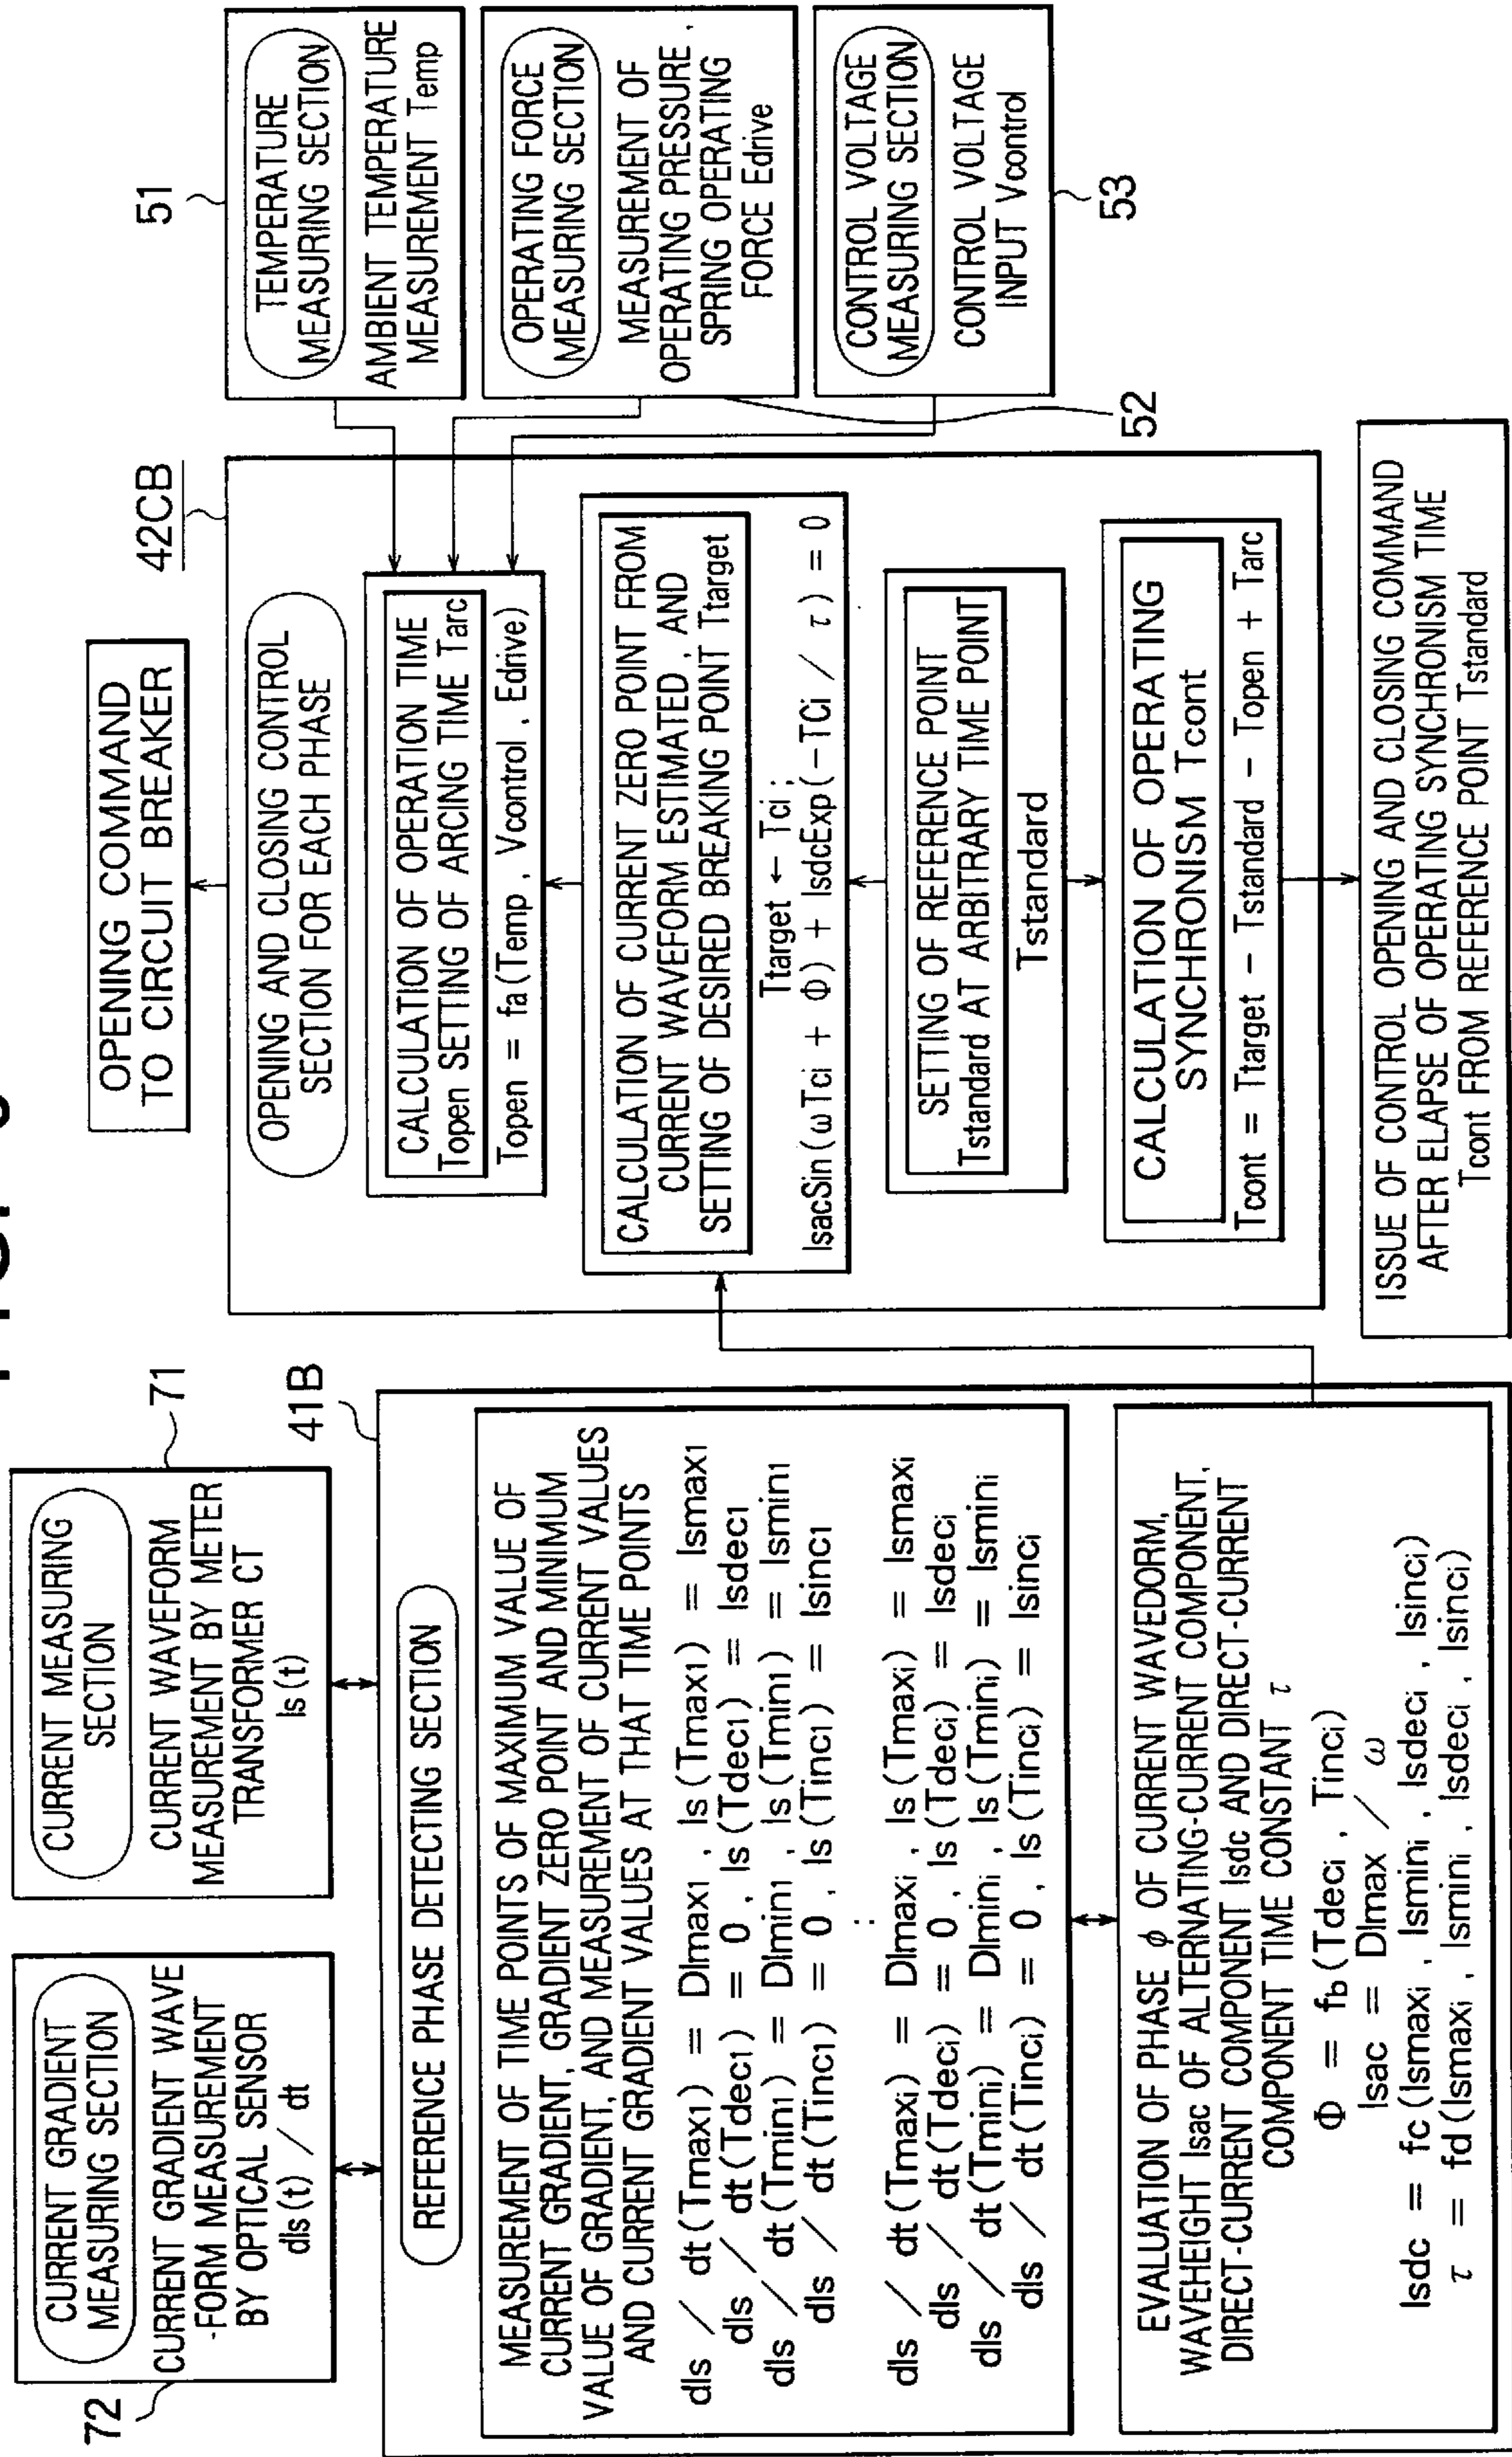 72
CURRENT GRADIENT
MEASURING SECTION
CURRENT GRADIENT WAVE
-FORM MEASUREMENT
BY OPTICAL SENSOR
dIs(t) / dt
CURRENT MEASURING
SECTION
CURRENT WAVEFORM
MEASUREMENT BY METER
TRANSFORMER CT
Is(t)
71
41B
REFERENCE PHASE DETECTING SECTION
MEASUREMENT OF TIME POINTS OF MAXIMUM VALUE OF
CURRENT GRADIENT, GRADIENT ZERO POINT AND MINIMUM
VALUE OF GRADIENT, AND MEASUREMENT OF CURRENT VALUES
AND CURRENT GRADIENT VALUES AT THAT TIME POINTS
dIs / dt(Tmax1) = DImax1 , Is(Tmax1) = Ismax1
dIs / dt(Tdec1) = 0 , Is(Tdec1) = Isdec1
dIs / dt(Tmin1) = DImin1 , Is(Tmin1) = Ismin1
dIs / dt(Tinc1) = 0 , Is(Tinc1) = Isinc1
:
dIs / dt(Tmaxi) = DImaxi , Is(Tmaxi) = Ismaxi
dIs / dt(Tdeci) = 0 , Is(Tdeci) = Isdeci
dIs / dt(Tmini) = DImini , Is(Tmini) = Ismini
dIs / dt(Tinci) = 0 , Is(Tinci) = Isinci
EVALUATION OF PHASE ϕ OF CURRENT WAVEDORM,
WAVEHEIGHT Isac OF ALTERNATING-CURRENT COMPONENT,
DIRECT-CURRENT COMPONENT Isdc AND DIRECT-CURRENT
COMPONENT TIME CONSTANT τ
Φ = fb(Tdeci , Tinci)
Isac = DImax / ω
Isdc = fc(Ismaxi , Ismini , Isdeci , Isinci)
τ = fd(Ismaxi , Ismini , Isdeci , Isinci)
OPENING COMMAND
TO CIRCUIT BREAKER
42CB
OPENING AND CLOSING CONTROL
SECTION FOR EACH PHASE
CALCULATION OF OPERATION TIME
Topen SETTING OF ARCING TIME Tarc
Topen = fa(Temp , Vcontrol , Edrive)
CALCULATION OF CURRENT ZERO POINT FROM
CURRENT WAVEFORM ESTIMATED , AND
SETTING OF DESIRED BREAKING POINT Ttarget
Ttarget ← Tci ;
IsacSin(ωTci + Φ) + IsdcExp(-TCi / τ) = 0
SETTING OF REFERENCE POINT
Tstandard AT ARBITRARY TIME POINT
Tstandard
CALCULATION OF OPERATING
SYNCHRONISM Tcont
Tcont = Ttarget - Tstandard - Topen + Tarc
ISSUE OF CONTROL OPENING AND CLOSING COMMAND
AFTER ELAPSE OF OPERATING SYNCHRONISM TIME
Tcont FROM REFERENCE POINT Tstandard
51
TEMPERATURE
MEASURING SECTION
AMBIENT TEMPERATURE
MEASUREMENT Temp
OPERATING FORCE
MEASURING SECTION
MEASUREMENT OF
OPERATING PRESSURE .
SPRING OPERATING
FORCE Edrive
52
CONTROL VOLTAGE
MEASURING SECTION
CONTROL VOLTAGE
INPUT Vcontrol
53